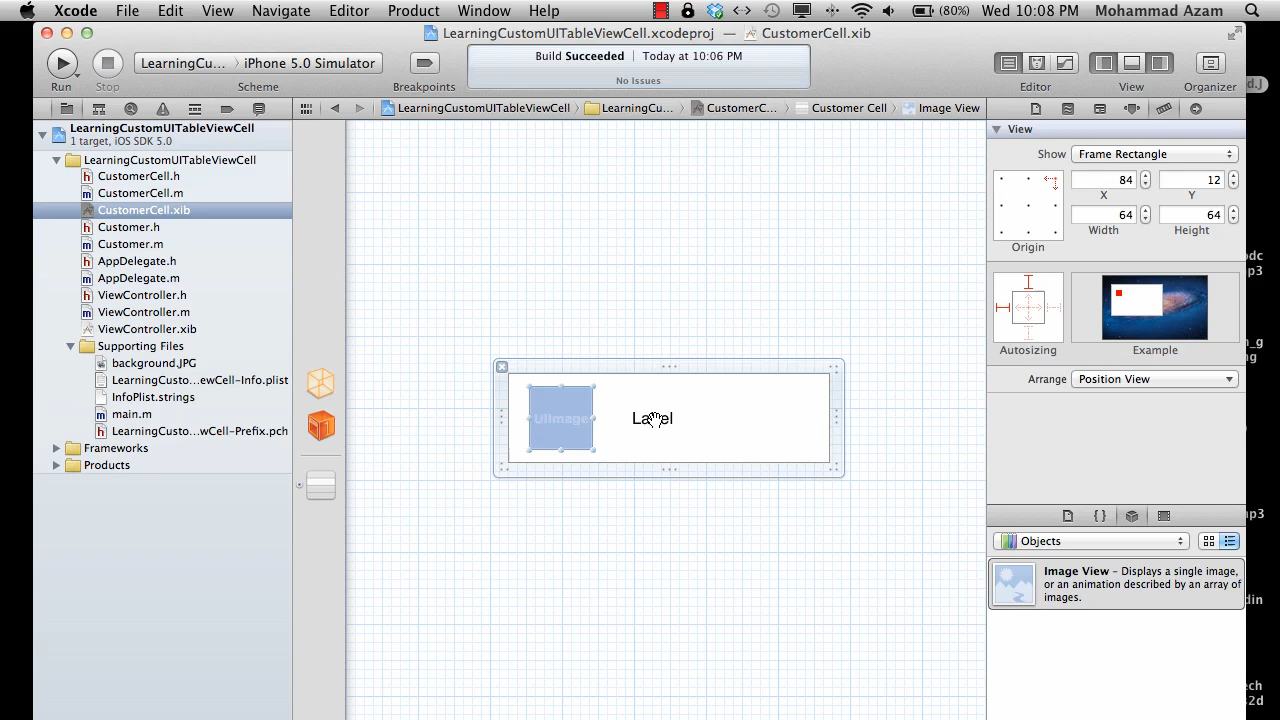 Xcode File Edit View Navigate Editor Product Window Help (80%) Wed 10:08 PM Mohammad Azam
LearningCustomUITableViewCell.xcodeproj — CustomerCell.xib
LearningCu... iPhone 5.0 Simulator
Build Succeeded Today at 10:06 PM
No Issues
Run Stop Scheme Breakpoints Editor View Organizer
LearningCustomUITableViewCell LearningCu... CustomerC... Customer Cell Image View
LearningCustomUITableViewCell
1 target, iOS SDK 5.0
LearningCustomUITableViewCell
CustomerCell.h
CustomerCell.m
CustomerCell.xib
Customer.h
Customer.m
AppDelegate.h
AppDelegate.m
ViewController.h
ViewController.m
ViewController.xib
Supporting Files
background.JPG
LearningCusto...ewCell-Info.plist
InfoPlist.strings
main.m
LearningCusto...wCell-Prefix.pch
Frameworks
Products
UIImage
Label
View
Show Frame Rectangle
84 12
X Y
64 64
Width Height
Origin
Autosizing Example
Arrange Position View
Objects
Image View – Displays a single image,
or an animation described by an array of
images.